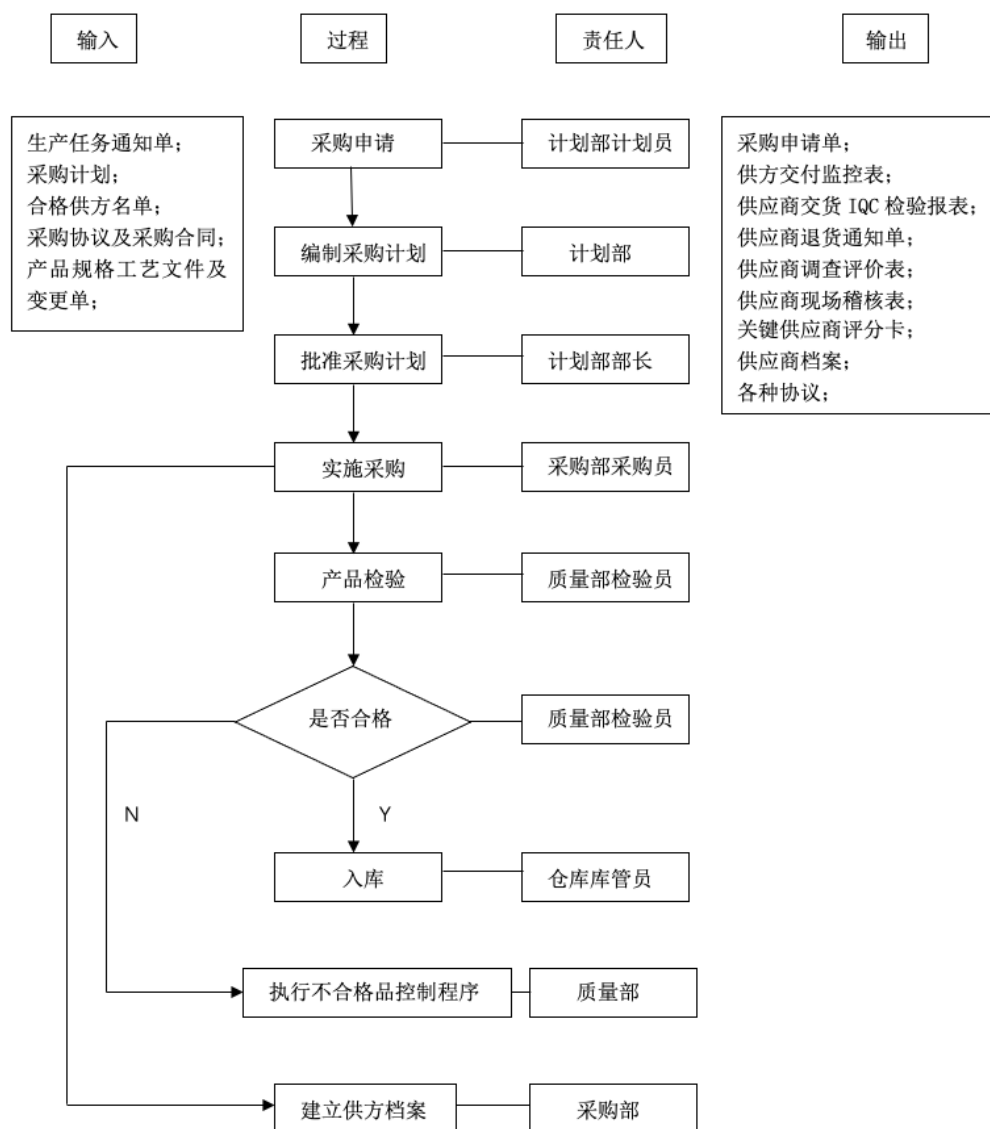 输入
过程
责任人
输出
生产任务通知单；
采购计划；
合格供方名单；
采购协议及采购合同；
产品规格工艺文件及
变更单；
采购申请
计划部计划员
采购申请单；
供方交付监控表；
供应商交货 IQC 检验报表；
供应商退货通知单；
供应商调查评价表；
供应商现场稽核表；
关键供应商评分卡；
供应商档案；
各种协议；
编制采购计划
计划部
批准采购计划
计划部部长
实施采购
采购部采购员
产品检验
质量部检验员
是否合格
质量部检验员
N
Y
入库
仓库库管员
执行不合格品控制程序
质量部
建立供方档案
采购部